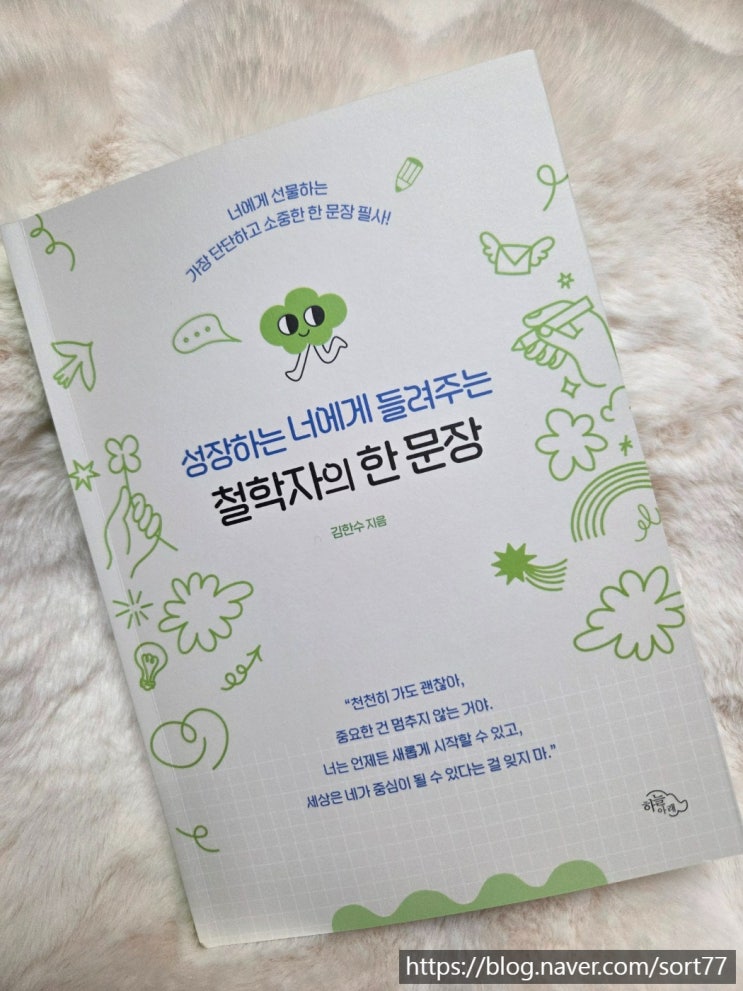 너에게 선물하는
가장 단단하고 소중한 한 문장 필사!
성장하는 너에게 들려주는
철학자의 한 문장
김한수 지음
“천천히 가도 괜찮아,
중요한 건 멈추지 않는 거야.
너는 언제든 새롭게 시작할 수 있고,
세상은 네가 중심이 될 수 있다는 걸 잊지 마.”
하늘
아래
https://blog.naver.com/sort77